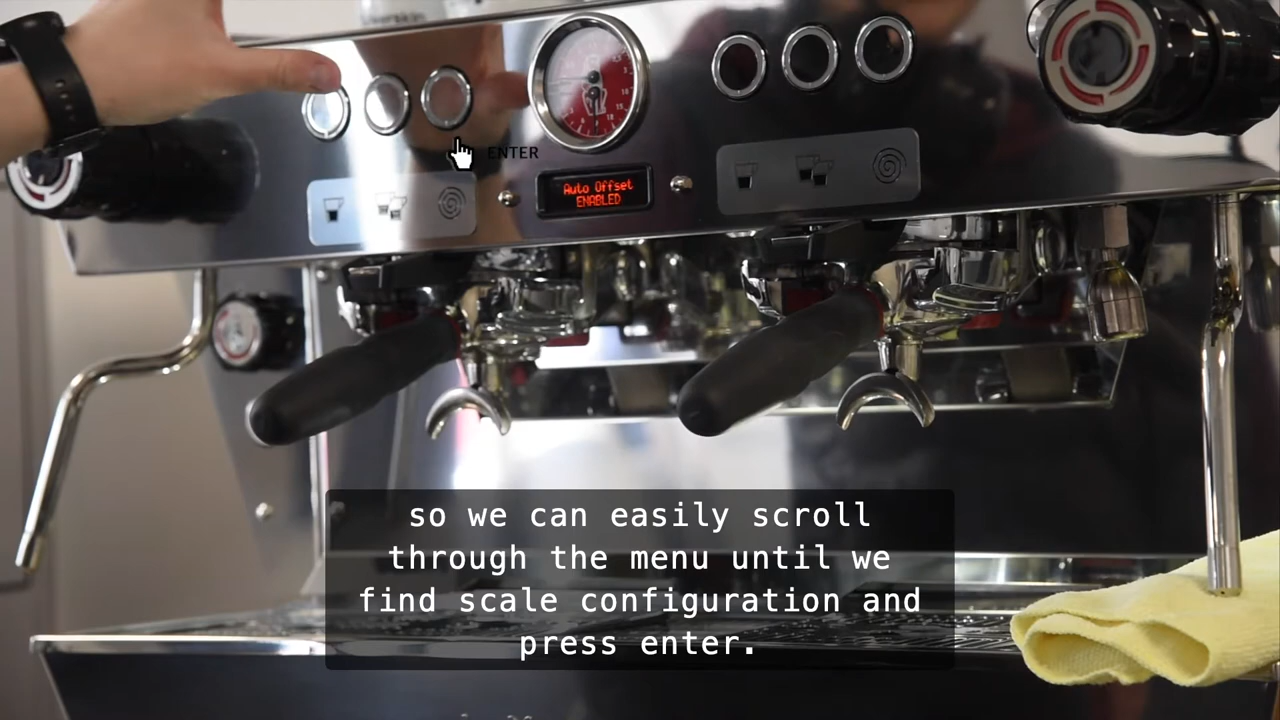 ENTER
Auto Offset
ENABLED
so we can easily scroll
through the menu until we
find scale configuration and
press enter.